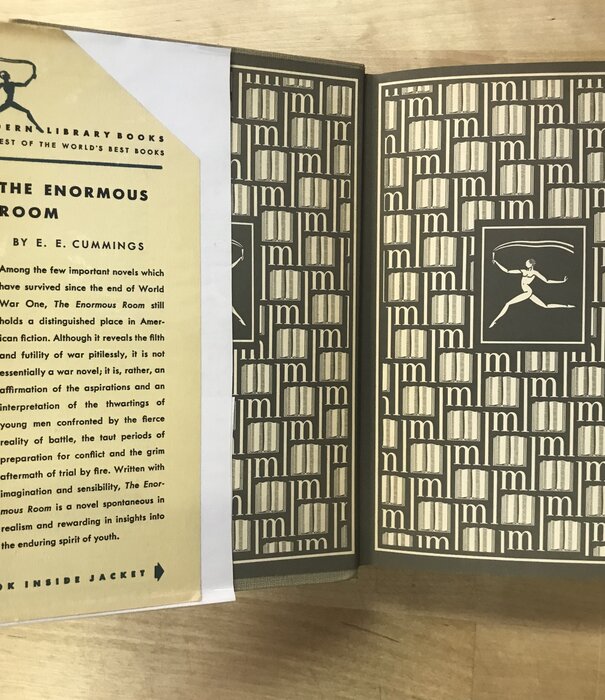 LIBRARY BOOKS
OF THE WORLD'S BEST BOOKS
THE ENORMOUS
ROOM
BY E. E. CUMMINGS
Among the few important novels which
have survived since the end of World
War One, The Enormous Room still
holds a distinguished place in Amer-
ican fiction. Although it reveals the filth
and futility of war pitilessly, it is not
essentially a war novel; it is, rather, an
affirmation of the aspirations and an
interpretation of the thwartings of
young men confronted by the fierce
reality of battle, the taut periods of
preparation for conflict and the grim
aftermath of trial by fire. Written with
imagination and sensibility, The Enor-
mous Room is a novel spontaneous in
realism and rewarding in insights into
the enduring spirit of youth.
INSIDE JACKET